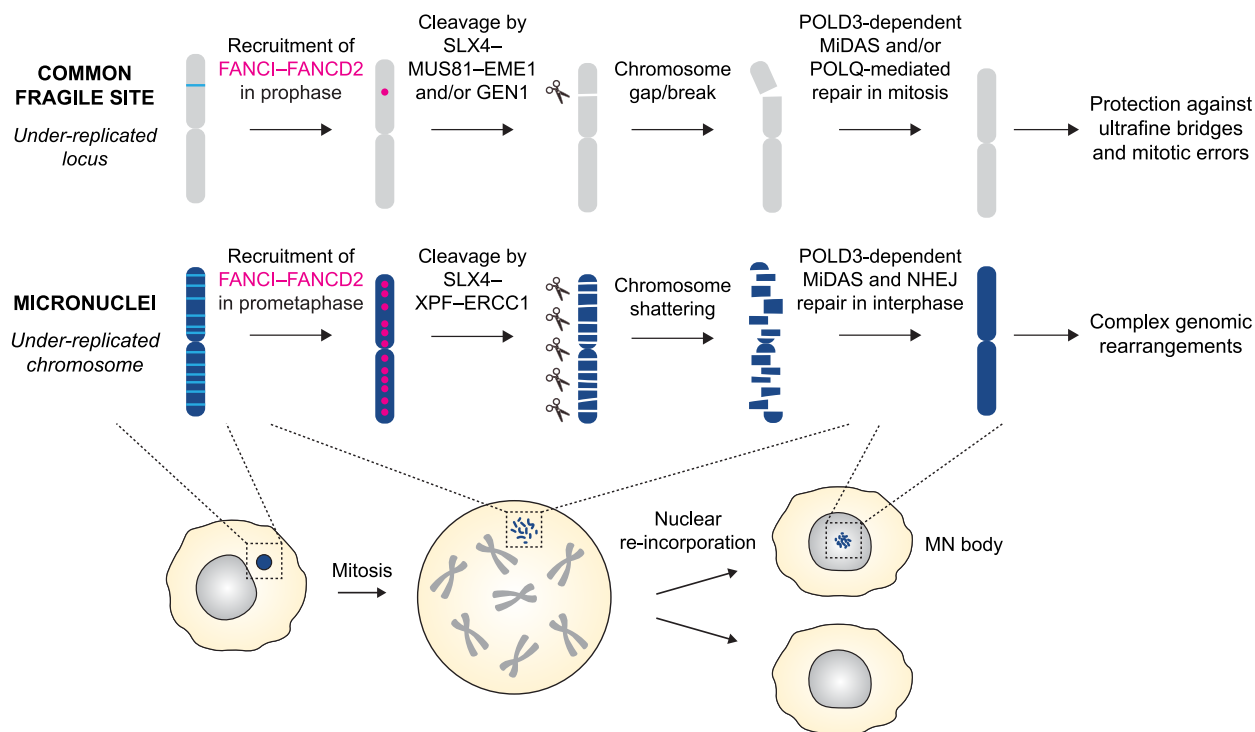 COMMON
FRAGILE SITE
Under-replicated
locus
Recruitment of
FANCI–FANCD2
in prophase
Cleavage by
SLX4–
MUS81–EME1
and/or GEN1
Chromosome
gap/break
POLD3-dependent
MiDAS and/or
POLQ-mediated
repair in mitosis
Protection against
ultrafine bridges
and mitotic errors
MICRONUCLEI
Under-replicated
chromosome
Recruitment of
FANCI–FANCD2
in prometaphase
Cleavage by
SLX4–
XPF–ERCC1
Chromosome
shattering
POLD3-dependent
MiDAS and NHEJ
repair in interphase
Complex genomic
rearrangements
Mitosis
Nuclear
re-incorporation
MN body